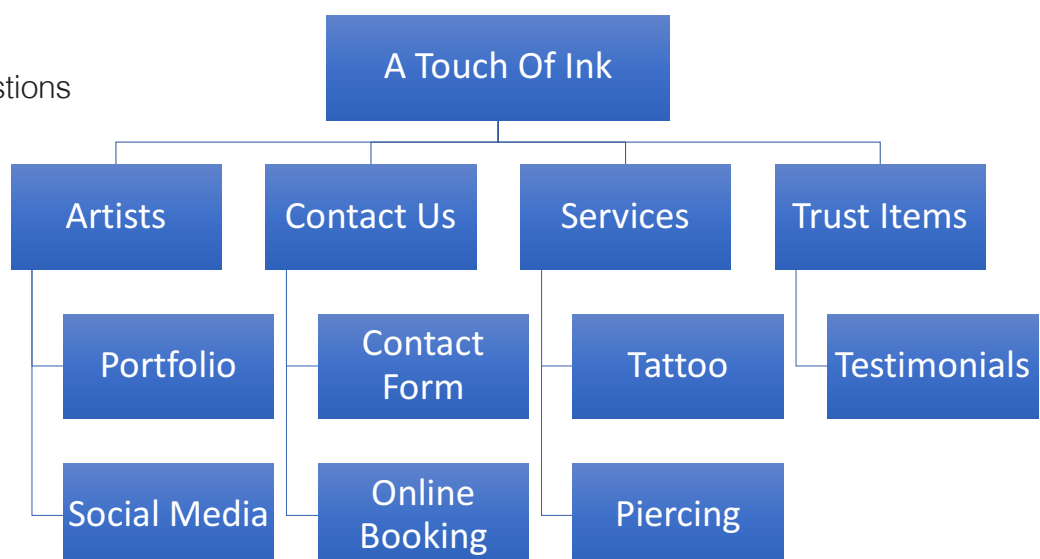 A Touch Of Ink
stions
Artists
Contact Us
Services
Trust Items
Portfolio
Contact
Form
Tattoo
Testimonials
Social Media
Online
Booking
Piercing